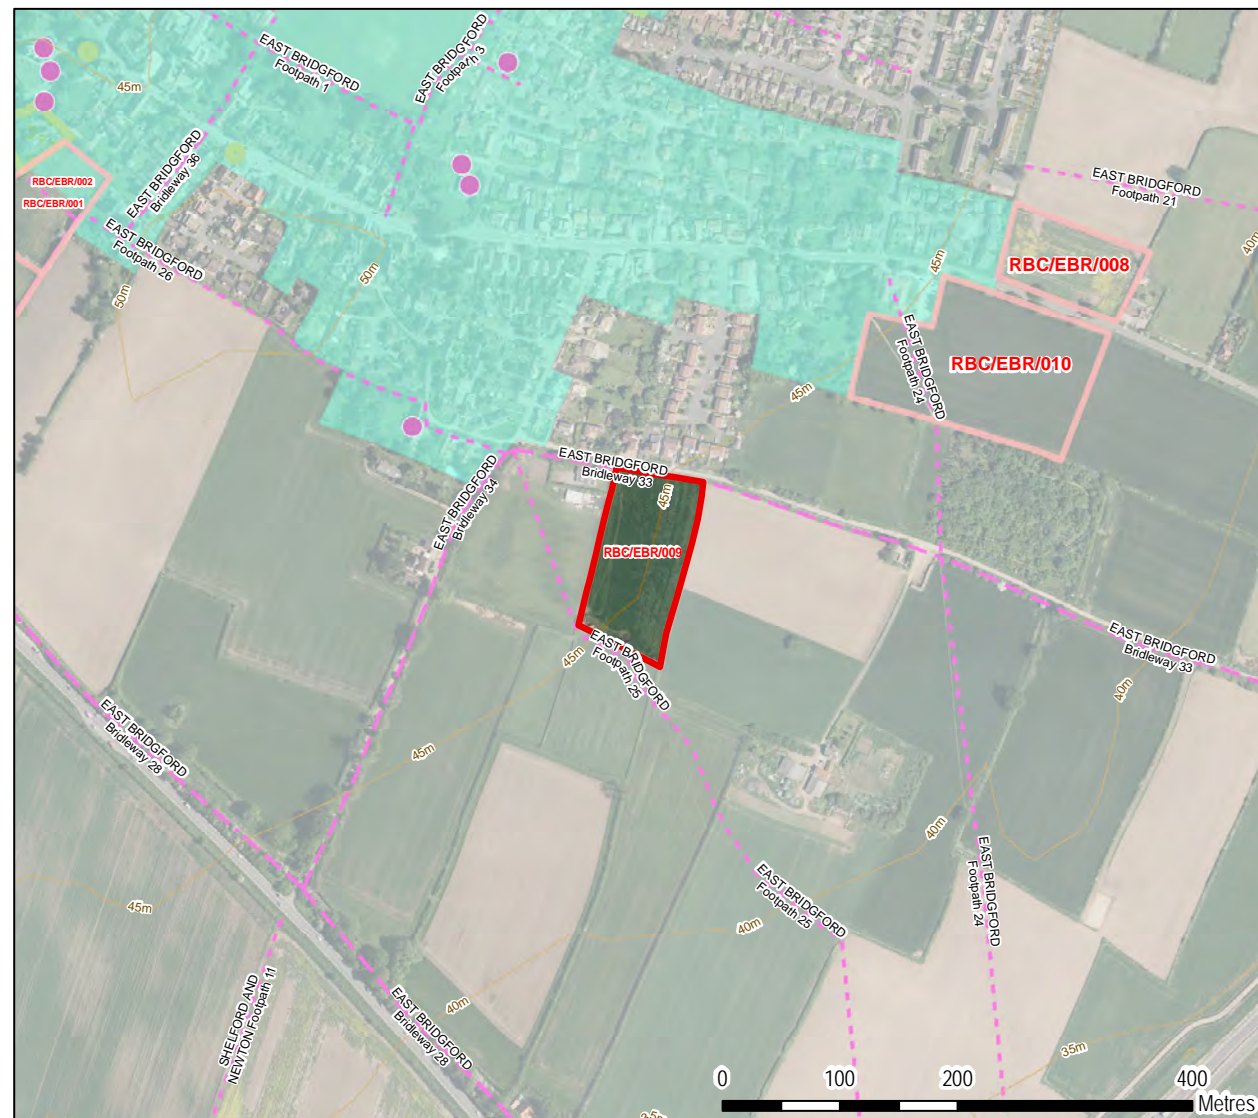 EAST BRIDGFORD
Footpath 1
EAST BRIDGFORD
Footpath 3
45m
EAST BRIDGFORD
Bridleway 36
RBC/EBR/002
RBC/EBR/001
EAST BRIDGFORD
Footpath 26
50m
50m
EAST BRIDGFORD
Footpath 21
40m
45m
RBC/EBR/008
RBC/EBR/010
EAST BRIDGFORD
Footpath 24
45m
EAST BRIDGFORD
Bridleway 33
EAST BRIDGFORD
Bridleway 34
45m
RBC/EBR/009
EAST BRIDGFORD
Footpath 25
45m
EAST BRIDGFORD
Bridleway 33
40m
EAST BRIDGFORD
Bridleway 28
45m
40m
EAST BRIDGFORD
Footpath 24
EAST BRIDGFORD
Footpath 25
45m
40m
SHELFORD AND
NEWTON Footpath 11
EAST BRIDGFORD
Bridleway 28
40m
35m
0 100 200 400
Metres